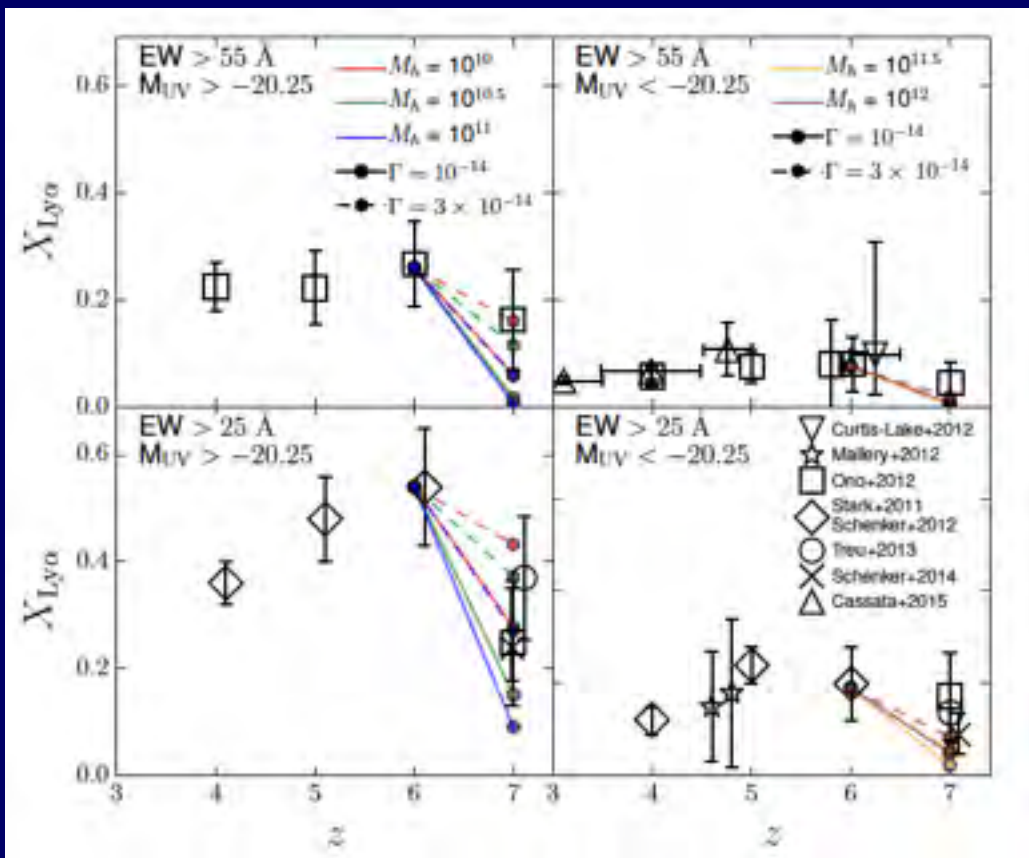 EW > 55 Å
M_UV > −20.25
M_h = 10^10
M_h = 10^10.5
M_h = 10^11
Γ = 10^−14
Γ = 3 × 10^−14
EW > 55 Å
M_UV < −20.25
M_h = 10^11.5
M_h = 10^12
Γ = 10^−14
Γ = 3 × 10^−14
X_Lyα
0.6
0.4
0.2
0.0
EW > 25 Å
M_UV > −20.25
EW > 25 Å
M_UV < −20.25
Curtis-Lake+2012
Mallery+2012
Ono+2012
Stark+2011
Schenker+2012
Treu+2013
Schenker+2014
Cassata+2015
X_Lyα
0.6
0.4
0.2
0.0
3 4 5 6 7 3 4 5 6 7
z z